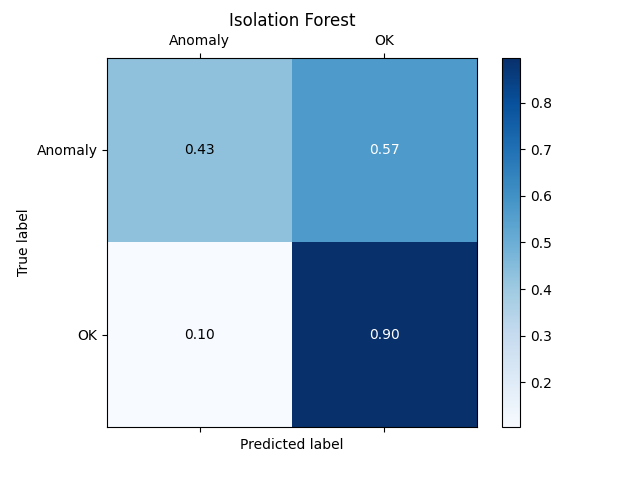 Isolation Forest
Anomaly OK
Anomaly 0.43 0.57
OK 0.10 0.90
True label
Predicted label
0.8
0.7
0.6
0.5
0.4
0.3
0.2